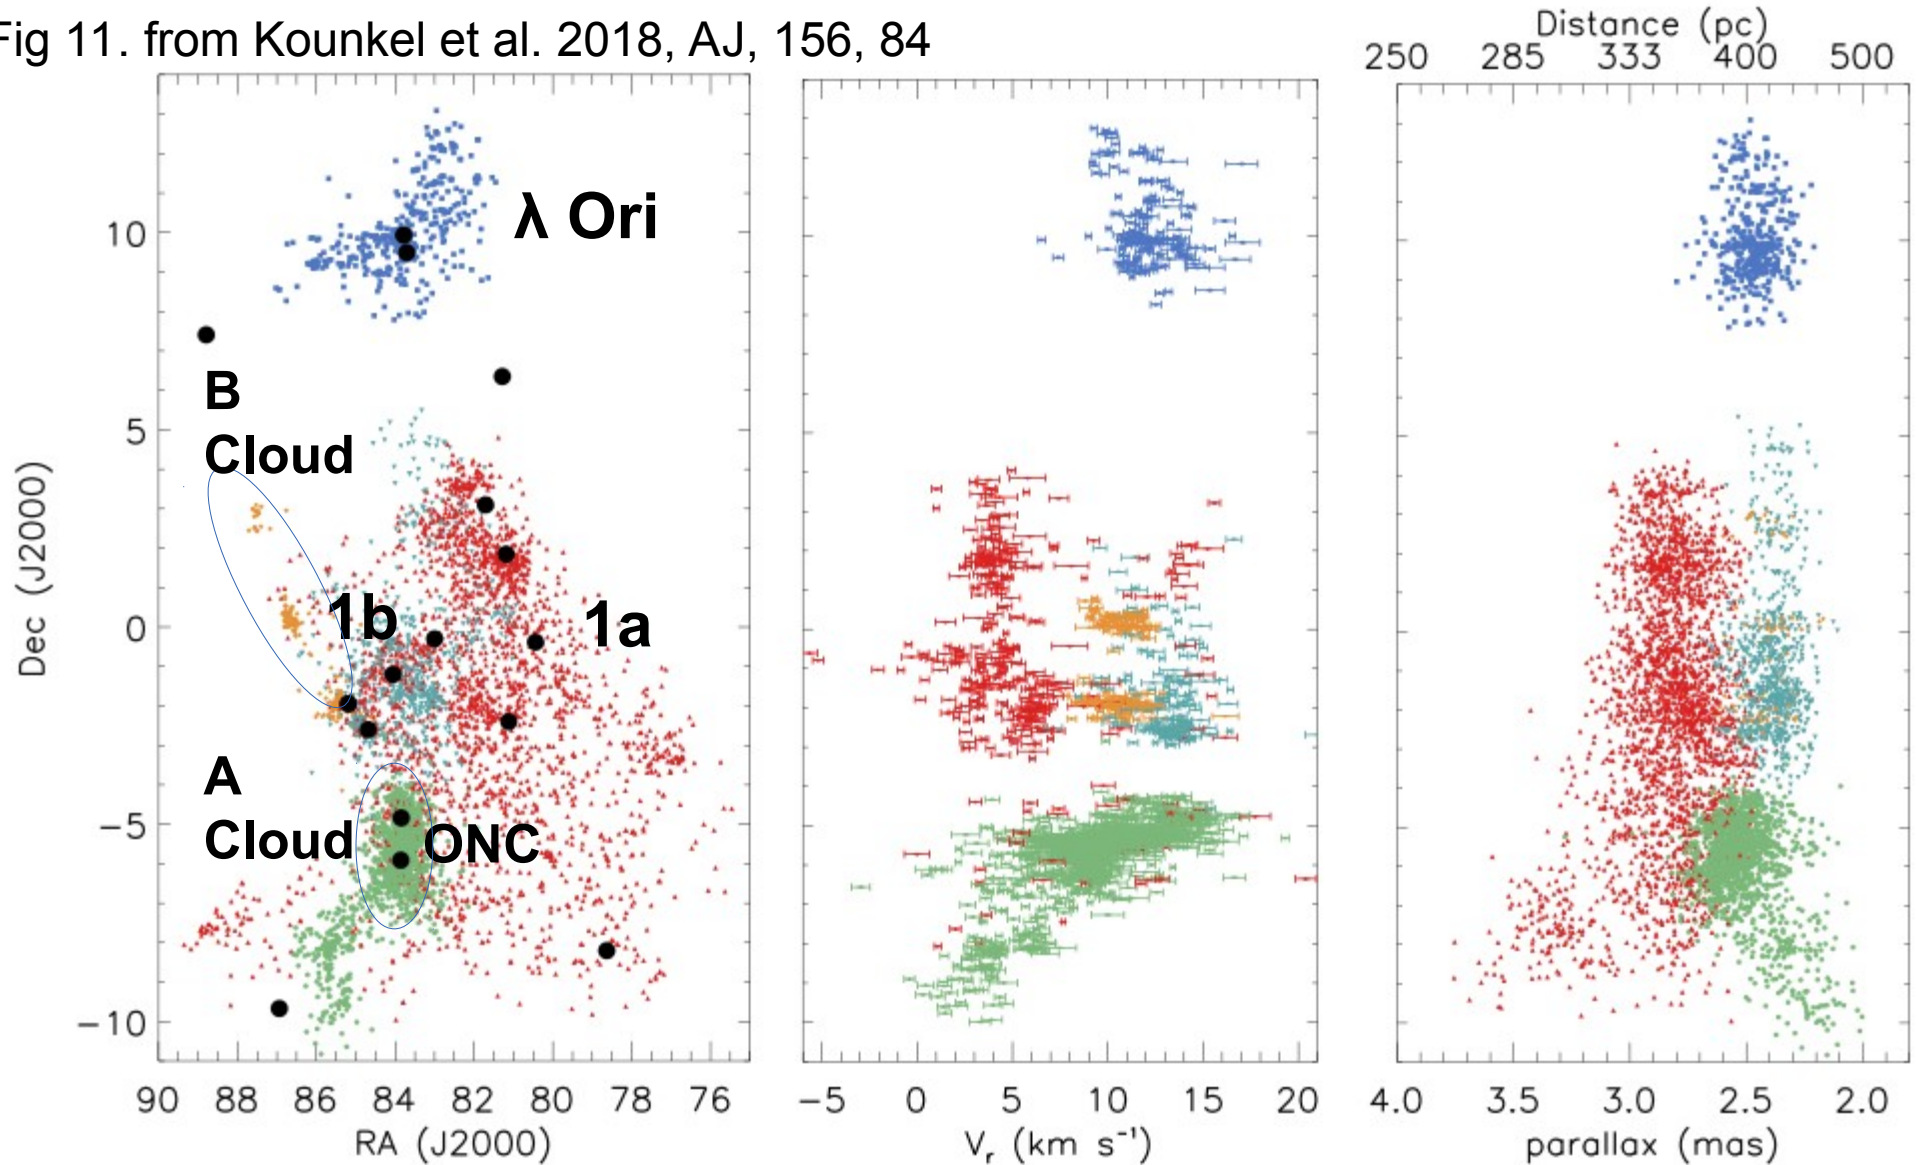 Fig 11. from Kounkel et al. 2018, AJ, 156, 84
Distance (pc)
250 285 333 400 500
λ Ori
B
Cloud
1b
1a
A
Cloud
ONC
10
5
0
−5
−10
Dec (J2000)
90 88 86 84 82 80 78 76
RA (J2000)
−5 0 5 10 15 20
Vr (km s⁻¹)
4.0 3.5 3.0 2.5 2.0
parallax (mas)